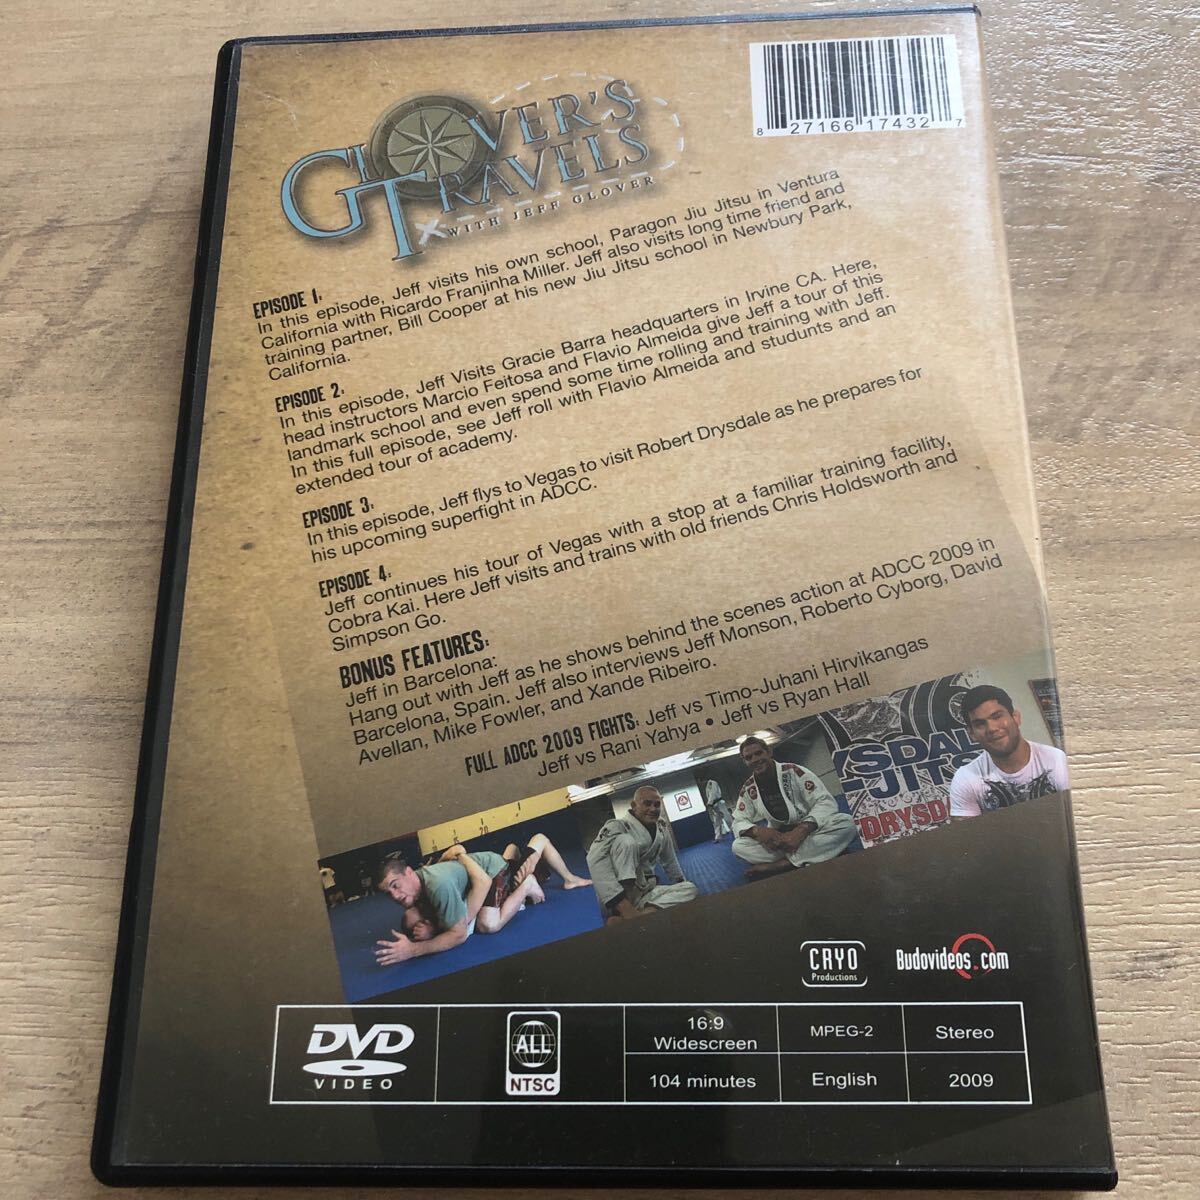 GLOVER'S
TRAVELS
WITH JEFF GLOVER
8 27166 17432 7
EPISODE 1:
In this episode, Jeff visits his own school, Paragon Jiu Jitsu in Ventura
California with Ricardo Franjinha Miller. Jeff also visits long time friend and
training partner, Bill Cooper at his new Jiu Jitsu school in Newbury Park,
California.
EPISODE 2:
In this episode, Jeff Visits Gracie Barra headquarters in Irvine CA. Here,
head instructors Marcio Feitosa and Flavio Almeida give Jeff a tour of this
landmark school and even spend some time rolling and training with Jeff.
In this full episode, see Jeff roll with Flavio Almeida and studunts and an
extended tour of academy.
EPISODE 3:
In this episode, Jeff flys to Vegas to visit Robert Drysdale as he prepares for
his upcoming superfight in ADCC.
EPISODE 4:
Jeff continues his tour of Vegas with a stop at a familiar training facility,
Cobra Kai. Here Jeff visits and trains with old friends Chris Holdsworth and
Simpson Go.
BONUS FEATURES:
Jeff in Barcelona:
Hang out with Jeff as he shows behind the scenes action at ADCC 2009 in
Barcelona, Spain. Jeff also interviews Jeff Monson, Roberto Cyborg, David
Avellan, Mike Fowler, and Xande Ribeiro.
FULL ADCC 2009 FIGHTS: Jeff vs Timo-Juhani Hirvikangas
Jeff vs Rani Yahya • Jeff vs Ryan Hall
YSDAL
-JITS
DRYSD
20
CRYO
Productions
Budovideos.com
DVD
VIDEO
ALL
NTSC
16:9
Widescreen
MPEG-2
Stereo
104 minutes
English
2009